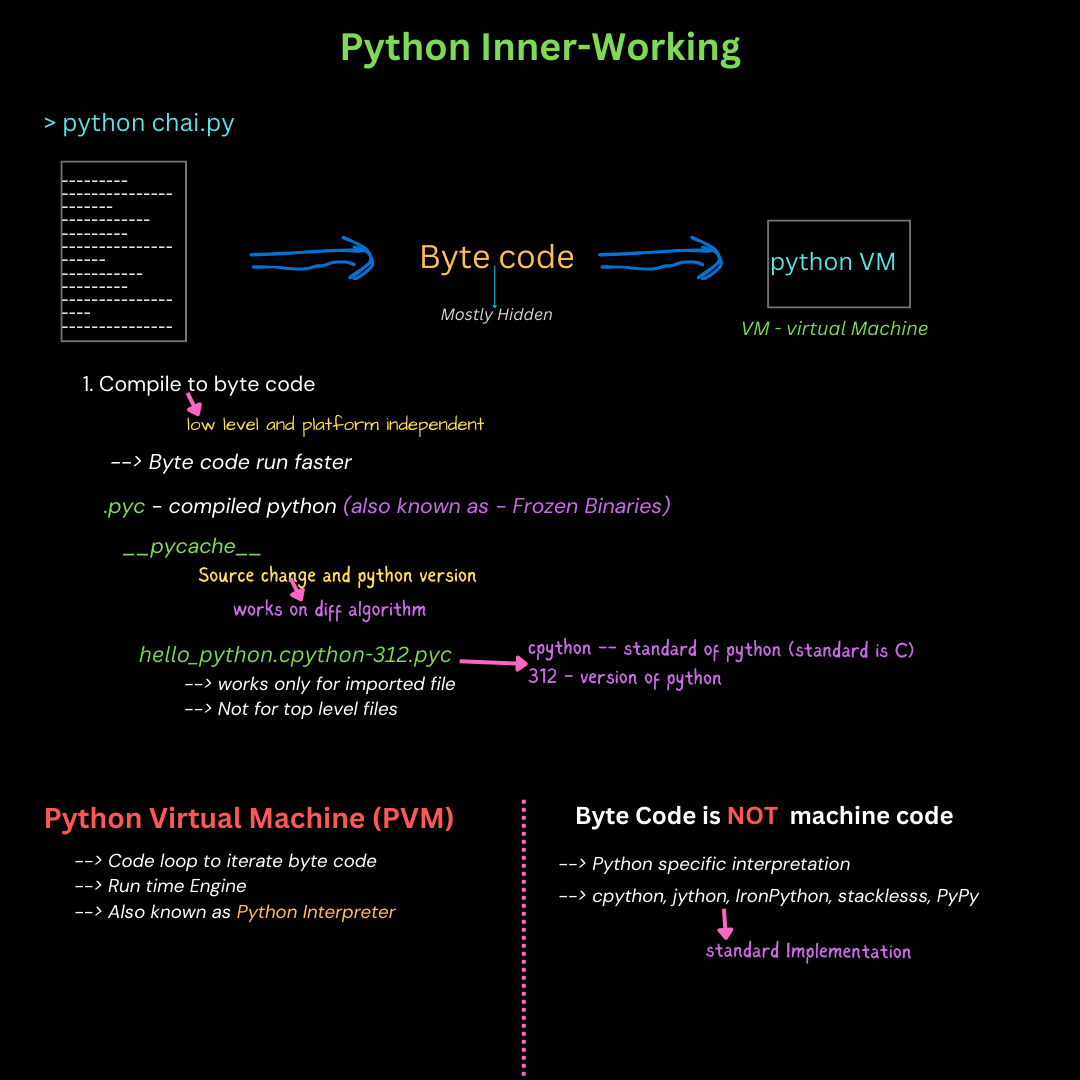 Python Inner-Working
> python chai.py
---------
---------------
-------
------------
---------
---------------
------
-----------
---------
---------------
----
---------------
Byte code
Mostly Hidden
python VM
VM - virtual Machine
1. Compile to byte code
low level and platform independent
--> Byte code run faster
.pyc - compiled python (also known as - Frozen Binaries)
__pycache__
Source change and python version
works on diff algorithm
hello_python.cpython-312.pyc
cpython -- standard of python (standard is C)
312 - version of python
--> works only for imported file
--> Not for top level files
Python Virtual Machine (PVM)
--> Code loop to iterate byte code
--> Run time Engine
--> Also known as Python Interpreter
Byte Code is NOT machine code
--> Python specific interpretation
--> cpython, jython, IronPython, stacklesss, PyPy
standard Implementation